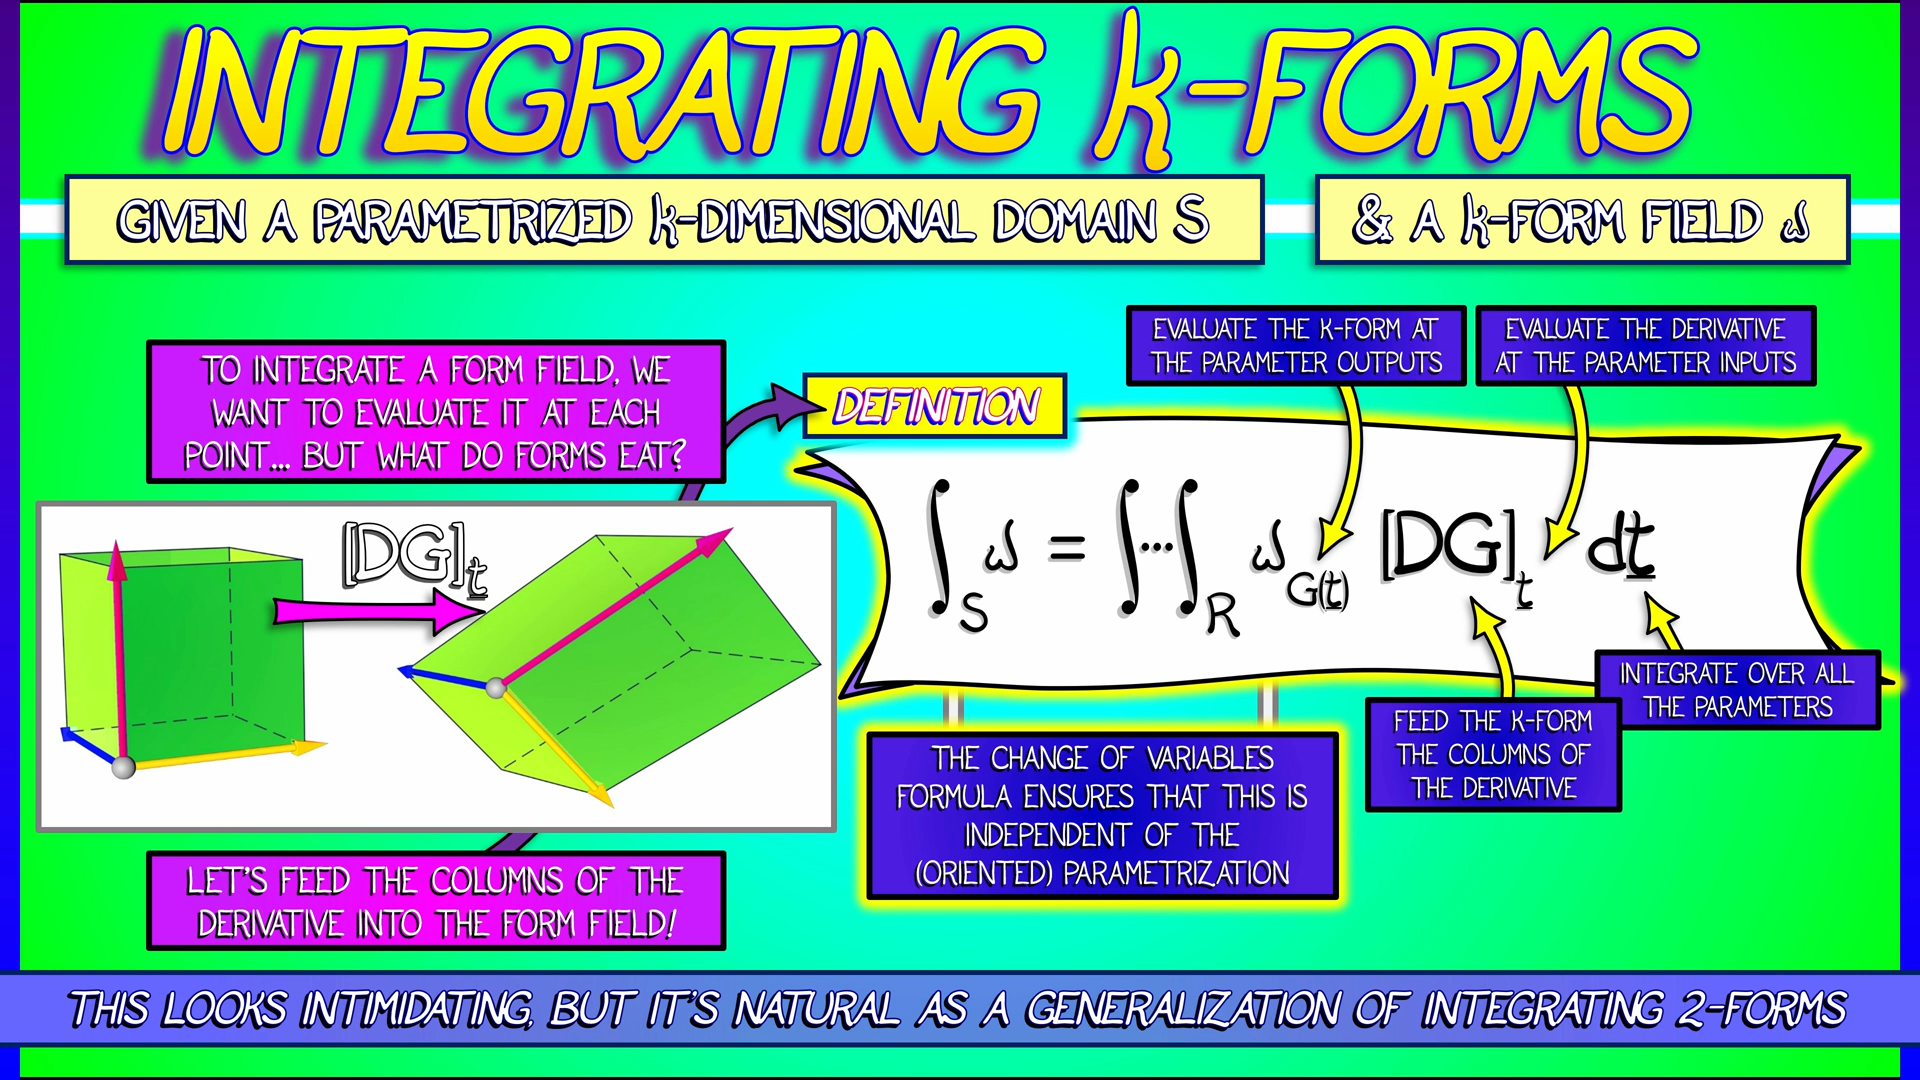 INTEGRATING k-FORMS
GIVEN A PARAMETRIZED k-DIMENSIONAL DOMAIN S
& A k-FORM FIELD ω
TO INTEGRATE A FORM FIELD, WE
WANT TO EVALUATE IT AT EACH
POINT... BUT WHAT DO FORMS EAT?
[DG]t
LET'S FEED THE COLUMNS OF THE
DERIVATIVE INTO THE FORM FIELD!
DEFINITION
EVALUATE THE K-FORM AT
THE PARAMETER OUTPUTS
EVALUATE THE DERIVATIVE
AT THE PARAMETER INPUTS
∫S ω = ∫···∫R ωG(t) [DG]t dt
INTEGRATE OVER ALL
THE PARAMETERS
FEED THE K-FORM
THE COLUMNS OF
THE DERIVATIVE
THE CHANGE OF VARIABLES
FORMULA ENSURES THAT THIS IS
INDEPENDENT OF THE
(ORIENTED) PARAMETRIZATION
THIS LOOKS INTIMIDATING, BUT IT'S NATURAL AS A GENERALIZATION OF INTEGRATING 2-FORMS